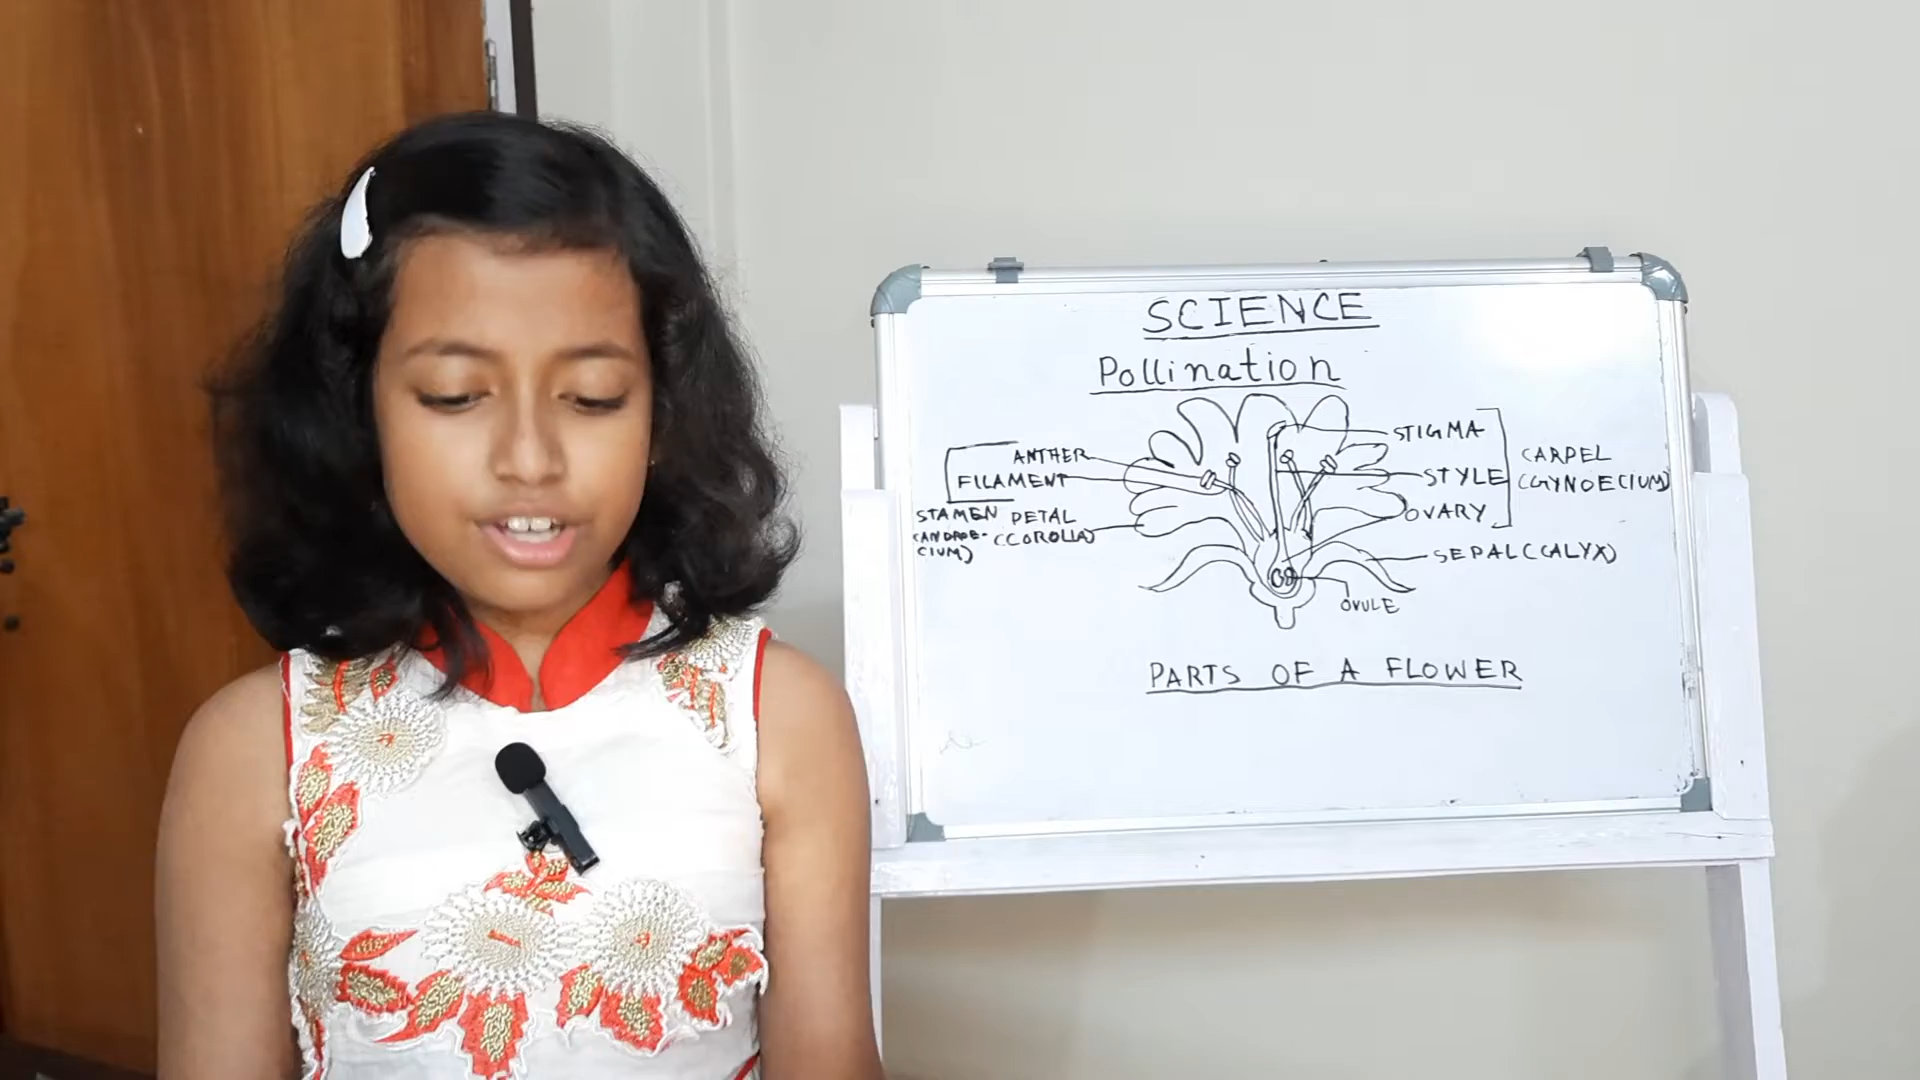 SCIENCE
Pollination
ANTHER
FILAMENT
STAMEN
(ANDROE-
CIUM)
PETAL
(COROLLA)
STIGMA
STYLE
OVARY
CARPEL
(GYNOECIUM)
SEPAL(CALYX)
OVULE
PARTS OF A FLOWER